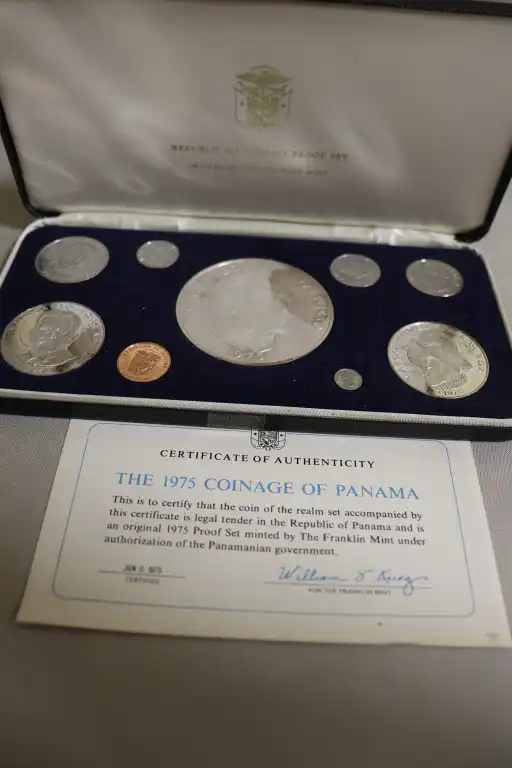 REPUBLIC OF PANAMA PROOF SET
1975
CERTIFICATE OF AUTHENTICITY
THE 1975 COINAGE OF PANAMA
This is to certify that the coin of the realm set accompanied by
this certificate is legal tender in the Republic of Panama and is
an original 1975 Proof Set minted by The Franklin Mint under
authorization of the Panamanian government.
CERTIFIED
FOR THE FRANKLIN MINT